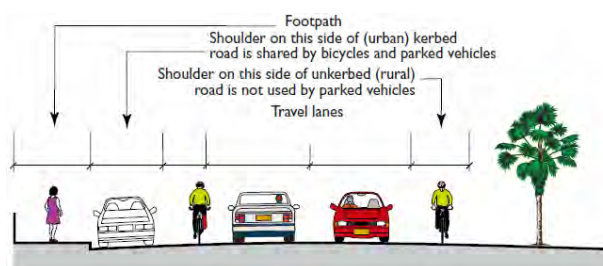 Footpath
Shoulder on this side of (urban) kerbed
road is shared by bicycles and parked vehicles
Shoulder on this side of unkerbed (rural)
road is not used by parked vehicles
Travel lanes